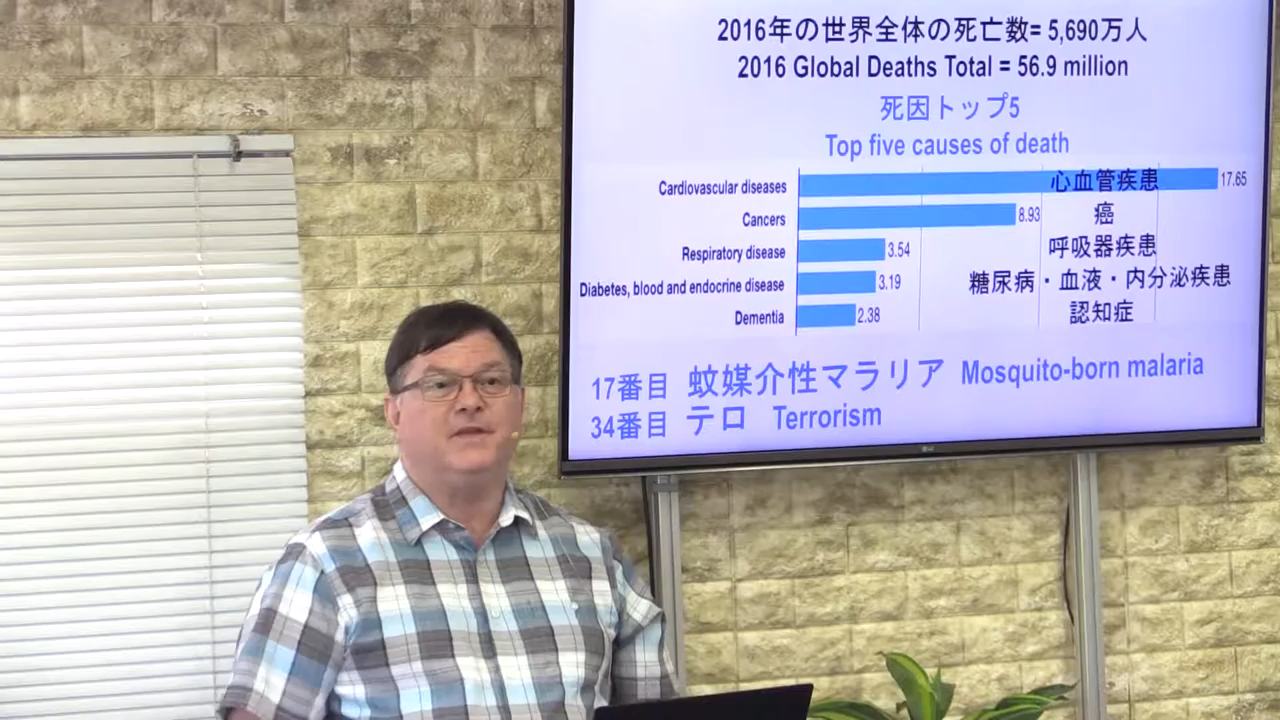 2016年の世界全体の死亡数= 5,690万人
2016 Global Deaths Total = 56.9 million
死因トップ5
Top five causes of death
Cardiovascular diseases 心血管疾患 17.65
Cancers 8.93 癌
Respiratory disease 3.54 呼吸器疾患
Diabetes, blood and endocrine disease 3.19 糖尿病・血液・内分泌疾患
Dementia 2.38 認知症
17番目 蚊媒介性マラリア Mosquito-born malaria
34番目 テロ Terrorism
LG